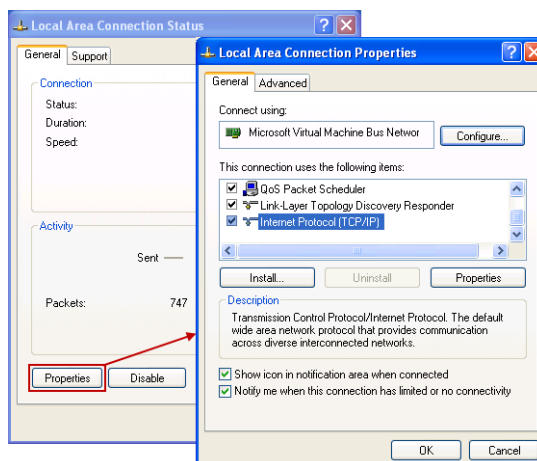 Local Area Connection Status
General Support
Connection
Status:
Duration:
Speed:
Activity
Sent
Packets: 747
Properties Disable
Local Area Connection Properties
General Advanced
Connect using:
Microsoft Virtual Machine Bus Networ Configure...
This connection uses the following items:
QoS Packet Scheduler
Link-Layer Topology Discovery Responder
Internet Protocol (TCP/IP)
Install... Uninstall Properties
Description
Transmission Control Protocol/Internet Protocol. The default
wide area network protocol that provides communication
across diverse interconnected networks.
Show icon in notification area when connected
Notify me when this connection has limited or no connectivity
OK Cancel